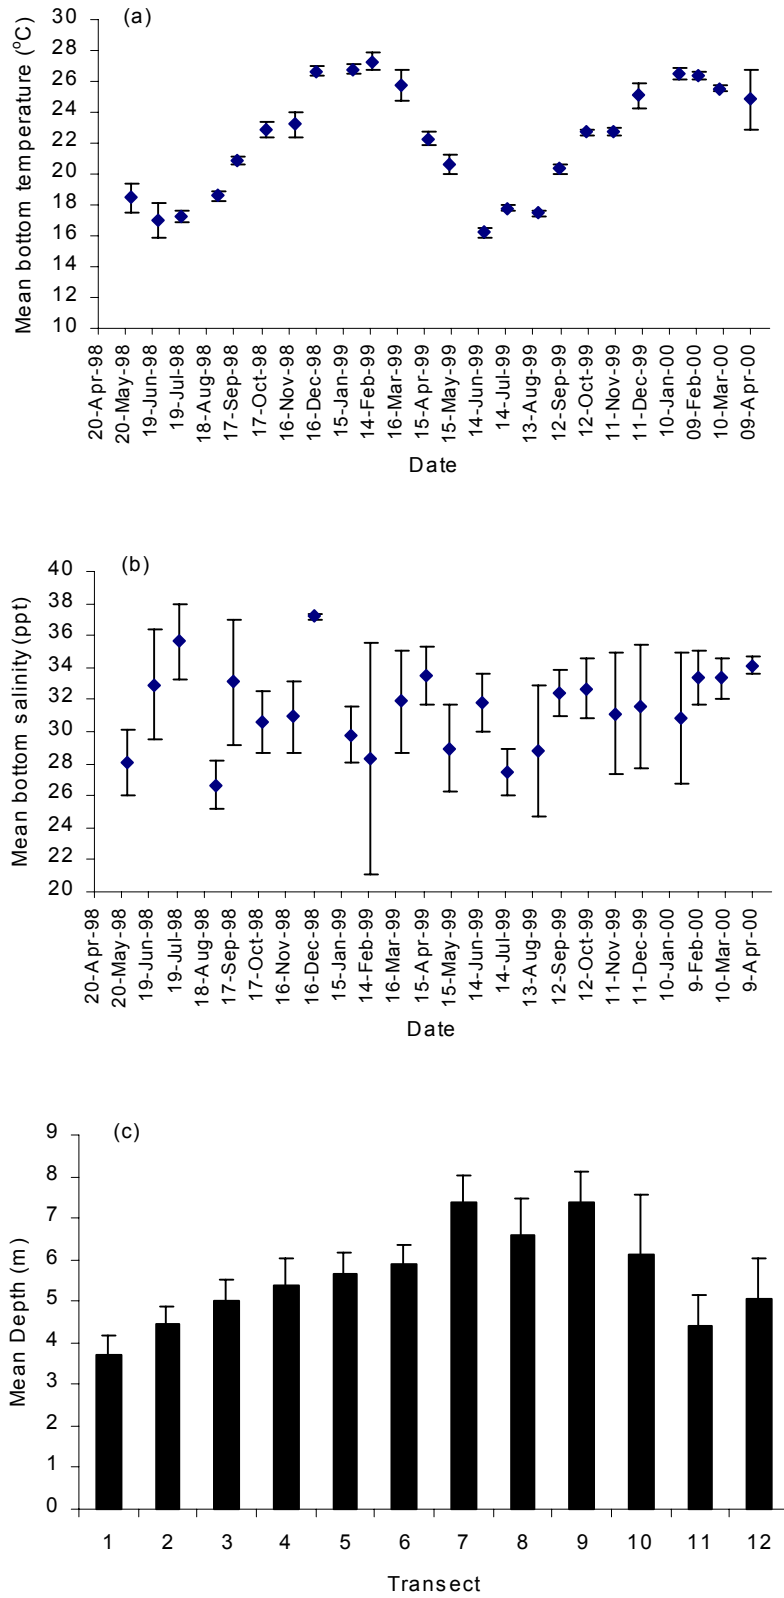 (a)
Mean bottom temperature (°C)
30
28
26
24
22
20
18
16
14
12
10
20-Apr-98
20-May-98
19-Jun-98
19-Jul-98
18-Aug-98
17-Sep-98
17-Oct-98
16-Nov-98
16-Dec-98
15-Jan-99
14-Feb-99
16-Mar-99
15-Apr-99
15-May-99
14-Jun-99
14-Jul-99
13-Aug-99
12-Sep-99
12-Oct-99
11-Nov-99
11-Dec-99
10-Jan-00
09-Feb-00
10-Mar-00
09-Apr-00
Date
(b)
Mean bottom salinity (ppt)
40
38
36
34
32
30
28
26
24
22
20
20-Apr-98
20-May-98
19-Jun-98
19-Jul-98
18-Aug-98
17-Sep-98
17-Oct-98
16-Nov-98
16-Dec-98
15-Jan-99
14-Feb-99
16-Mar-99
15-Apr-99
15-May-99
14-Jun-99
14-Jul-99
13-Aug-99
12-Sep-99
12-Oct-99
11-Nov-99
11-Dec-99
10-Jan-00
9-Feb-00
10-Mar-00
9-Apr-00
Date
(c)
Mean Depth (m)
9
8
7
6
5
4
3
2
1
0
1 2 3 4 5 6 7 8 9 10 11 12
Transect